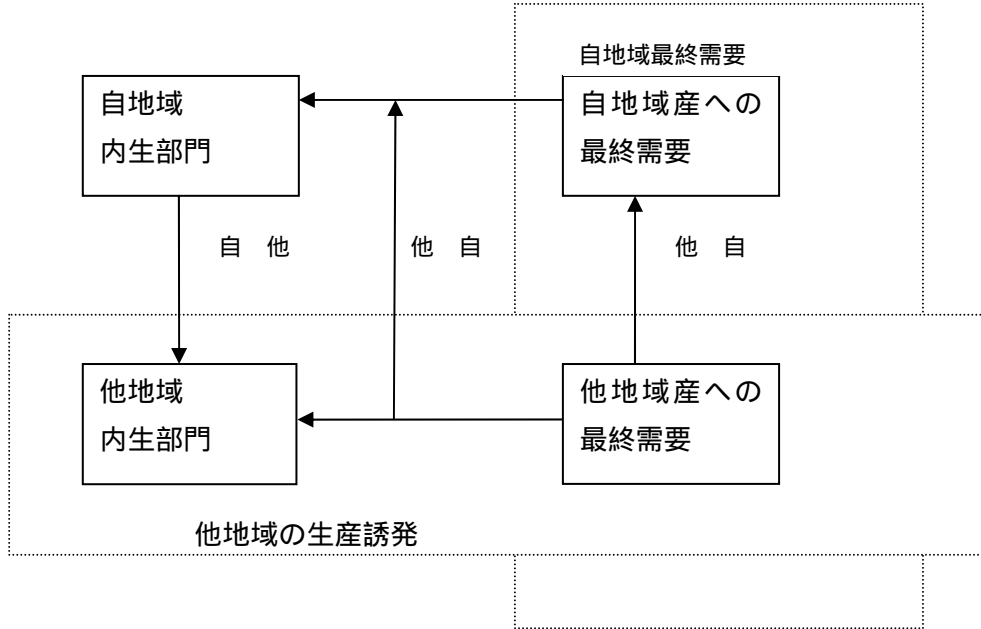 自地域最終需要
自地域
内生部門
自地域産への
最終需要
自　他
他　自
他　自
他地域
内生部門
他地域産への
最終需要
他地域の生産誘発